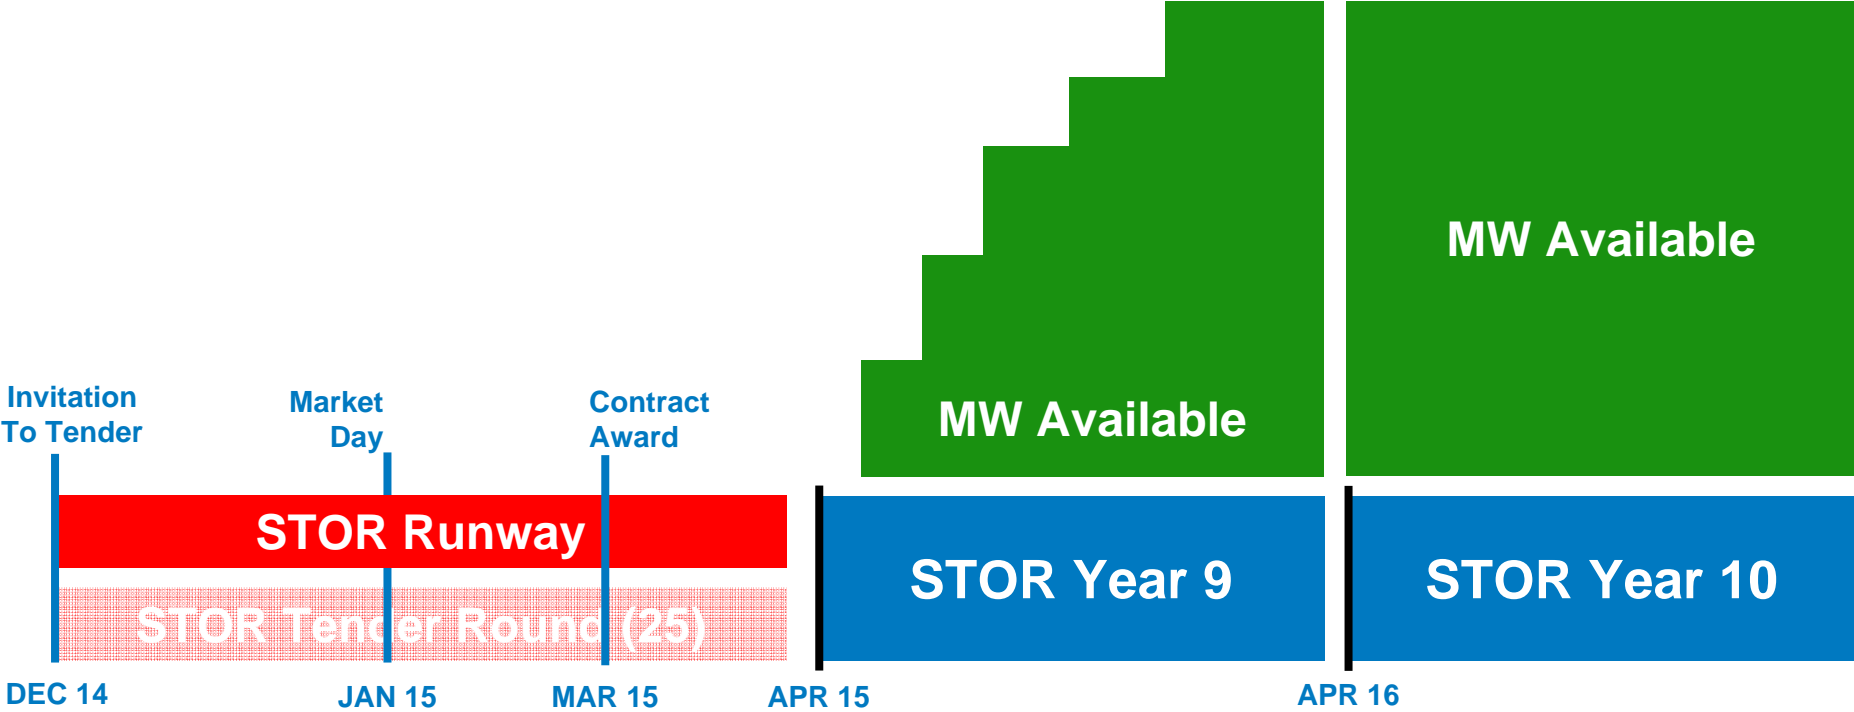 MW Available
Invitation
To Tender
Market
Day
Contract
Award
MW Available
STOR Runway
STOR Tender Round (25)
STOR Year 9
STOR Year 10
DEC 14
JAN 15
MAR 15
APR 15
APR 16